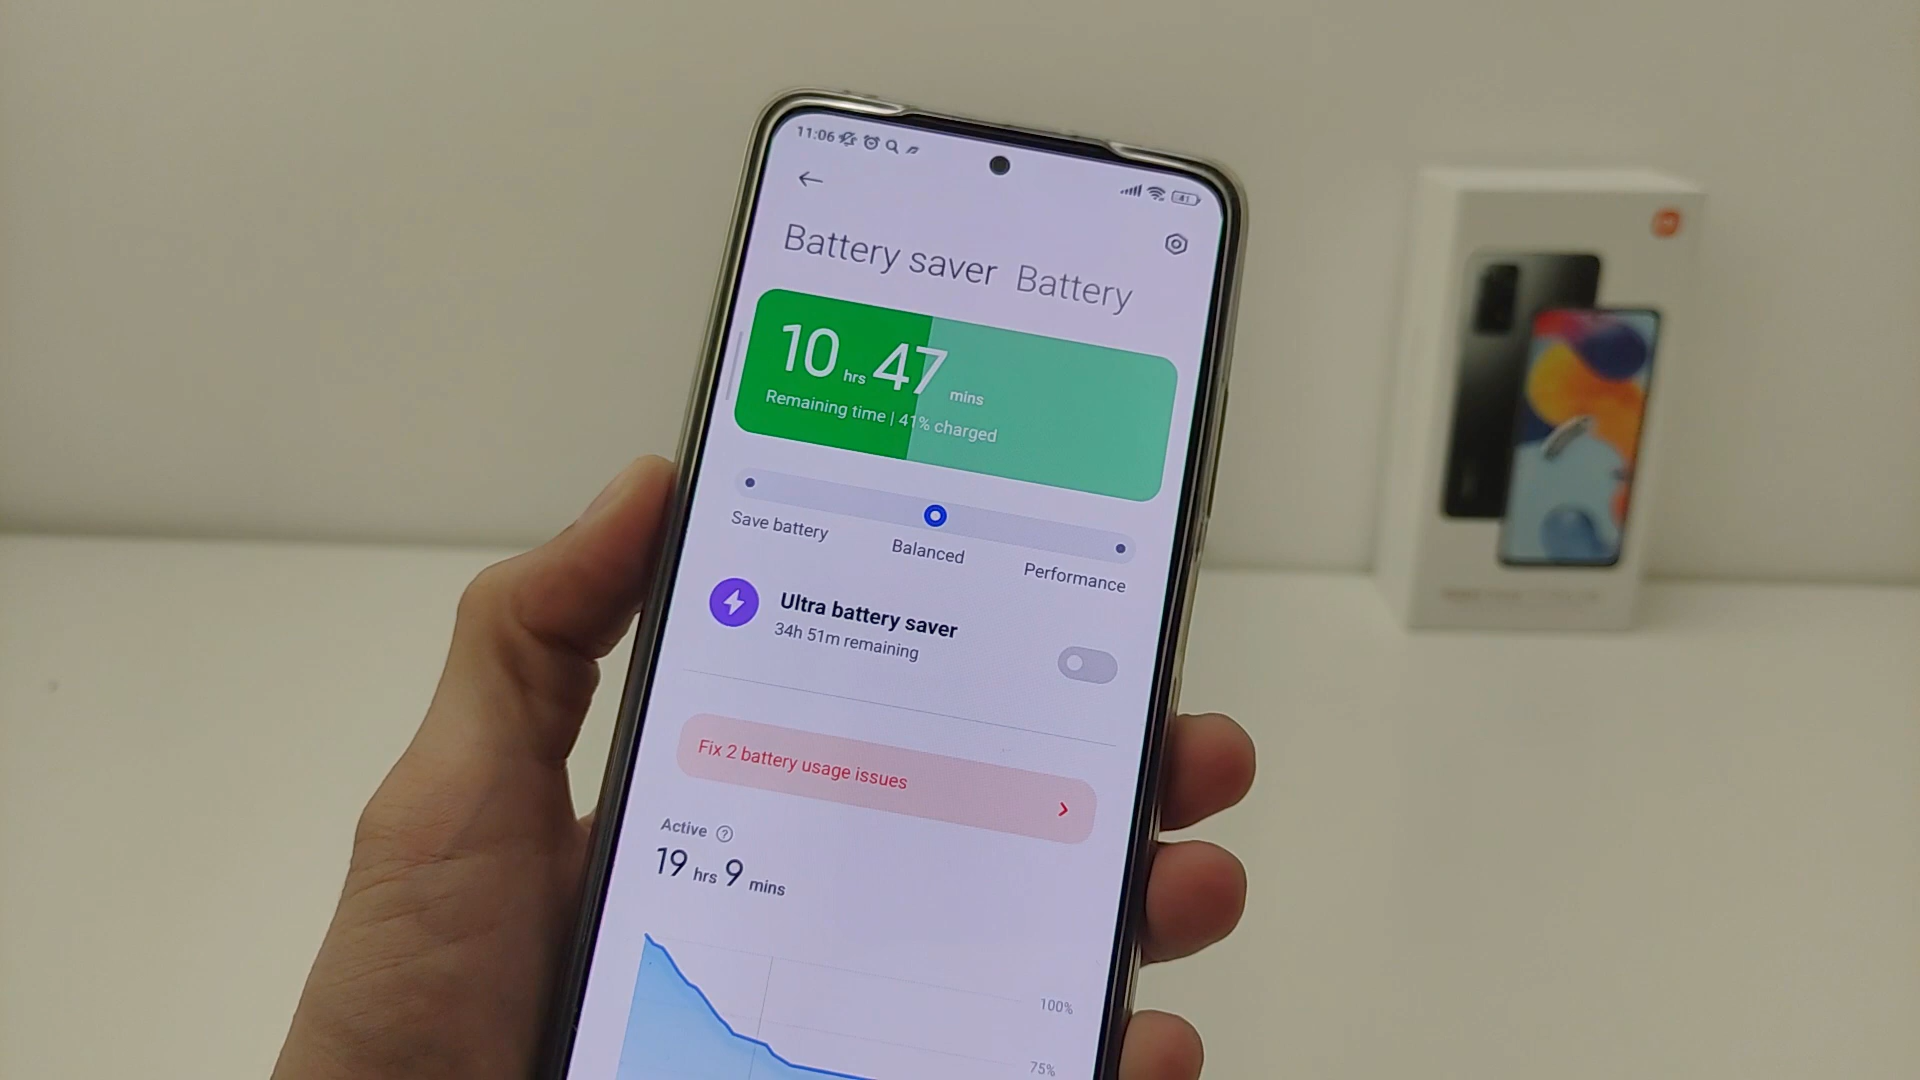 11:06
41
Battery saver Battery
10 hrs 47 mins
Remaining time | 41% charged
Save battery
Balanced
Performance
Ultra battery saver
34h 51m remaining
Fix 2 battery usage issues
Active
19 hrs 9 mins
100%
75%